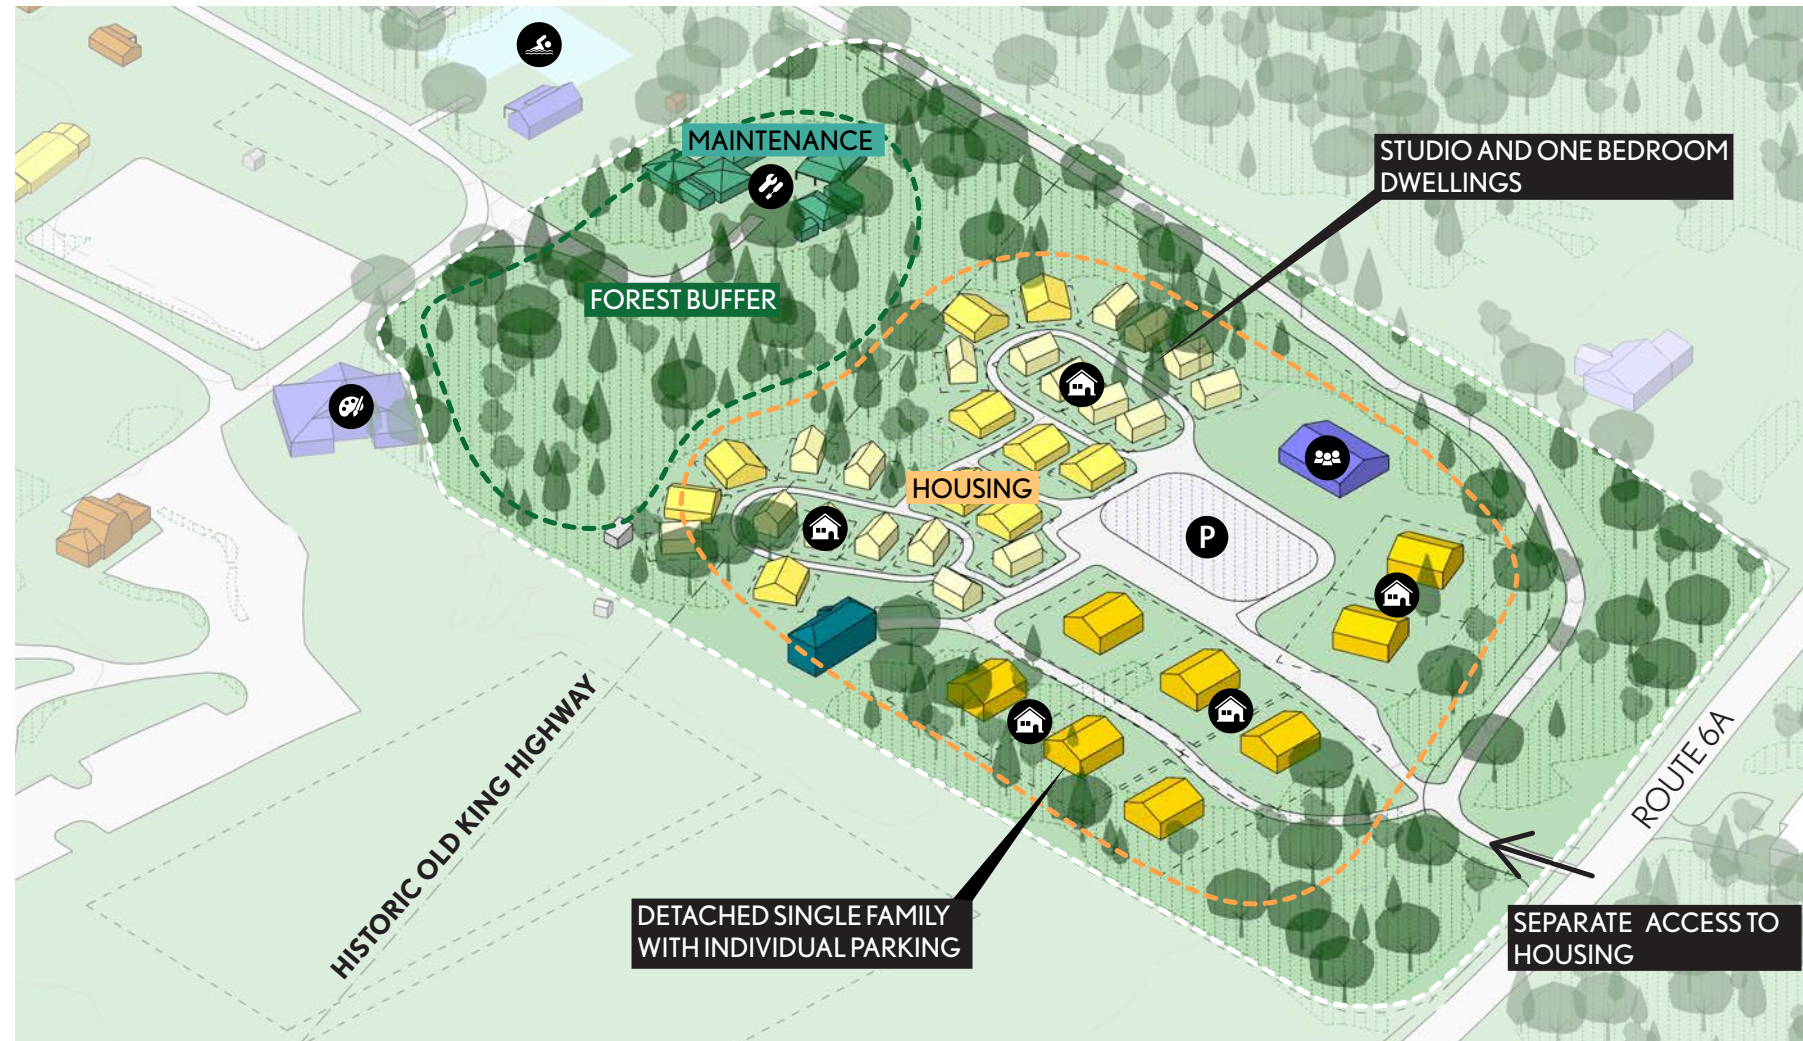 MAINTENANCE
STUDIO AND ONE BEDROOM
DWELLINGS
FOREST BUFFER
HOUSING
P
HISTORIC OLD KING HIGHWAY
ROUTE 6A
DETACHED SINGLE FAMILY
WITH INDIVIDUAL PARKING
SEPARATE ACCESS TO
HOUSING